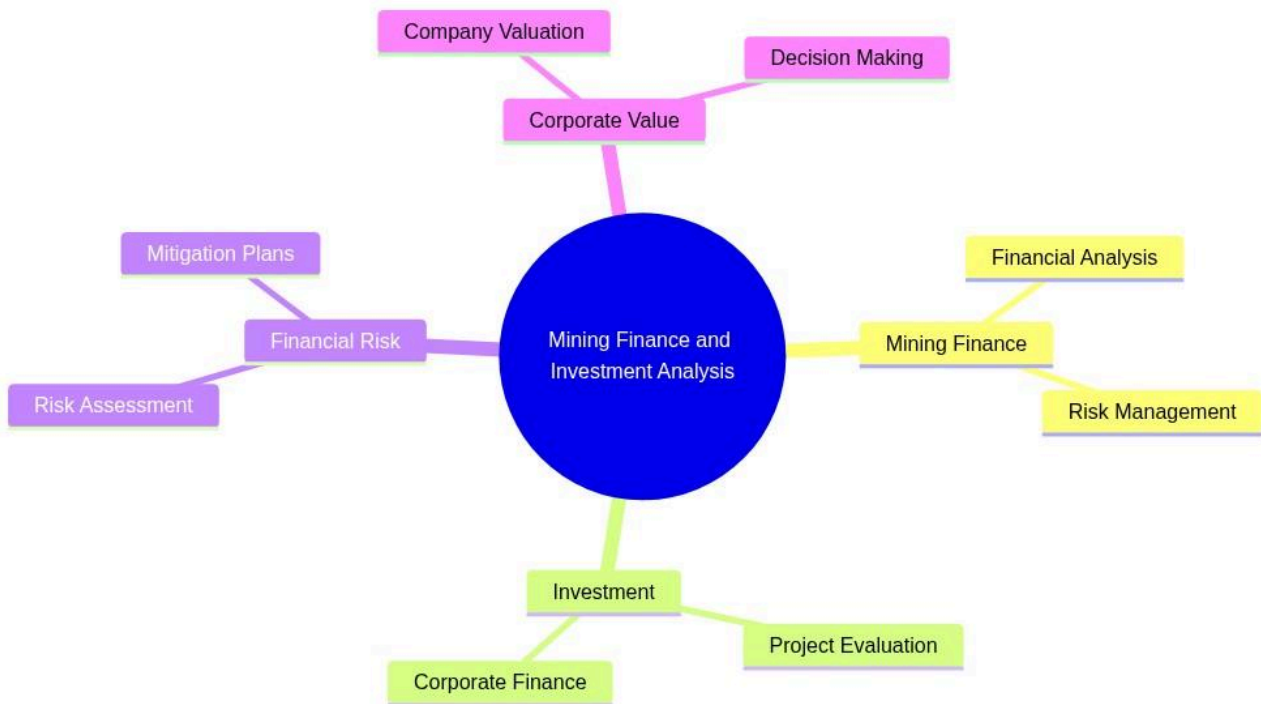 Company Valuation
Decision Making
Corporate Value
Mitigation Plans
Financial Analysis
Financial Risk
Mining Finance and
Investment Analysis
Mining Finance
Risk Assessment
Risk Management
Investment
Project Evaluation
Corporate Finance